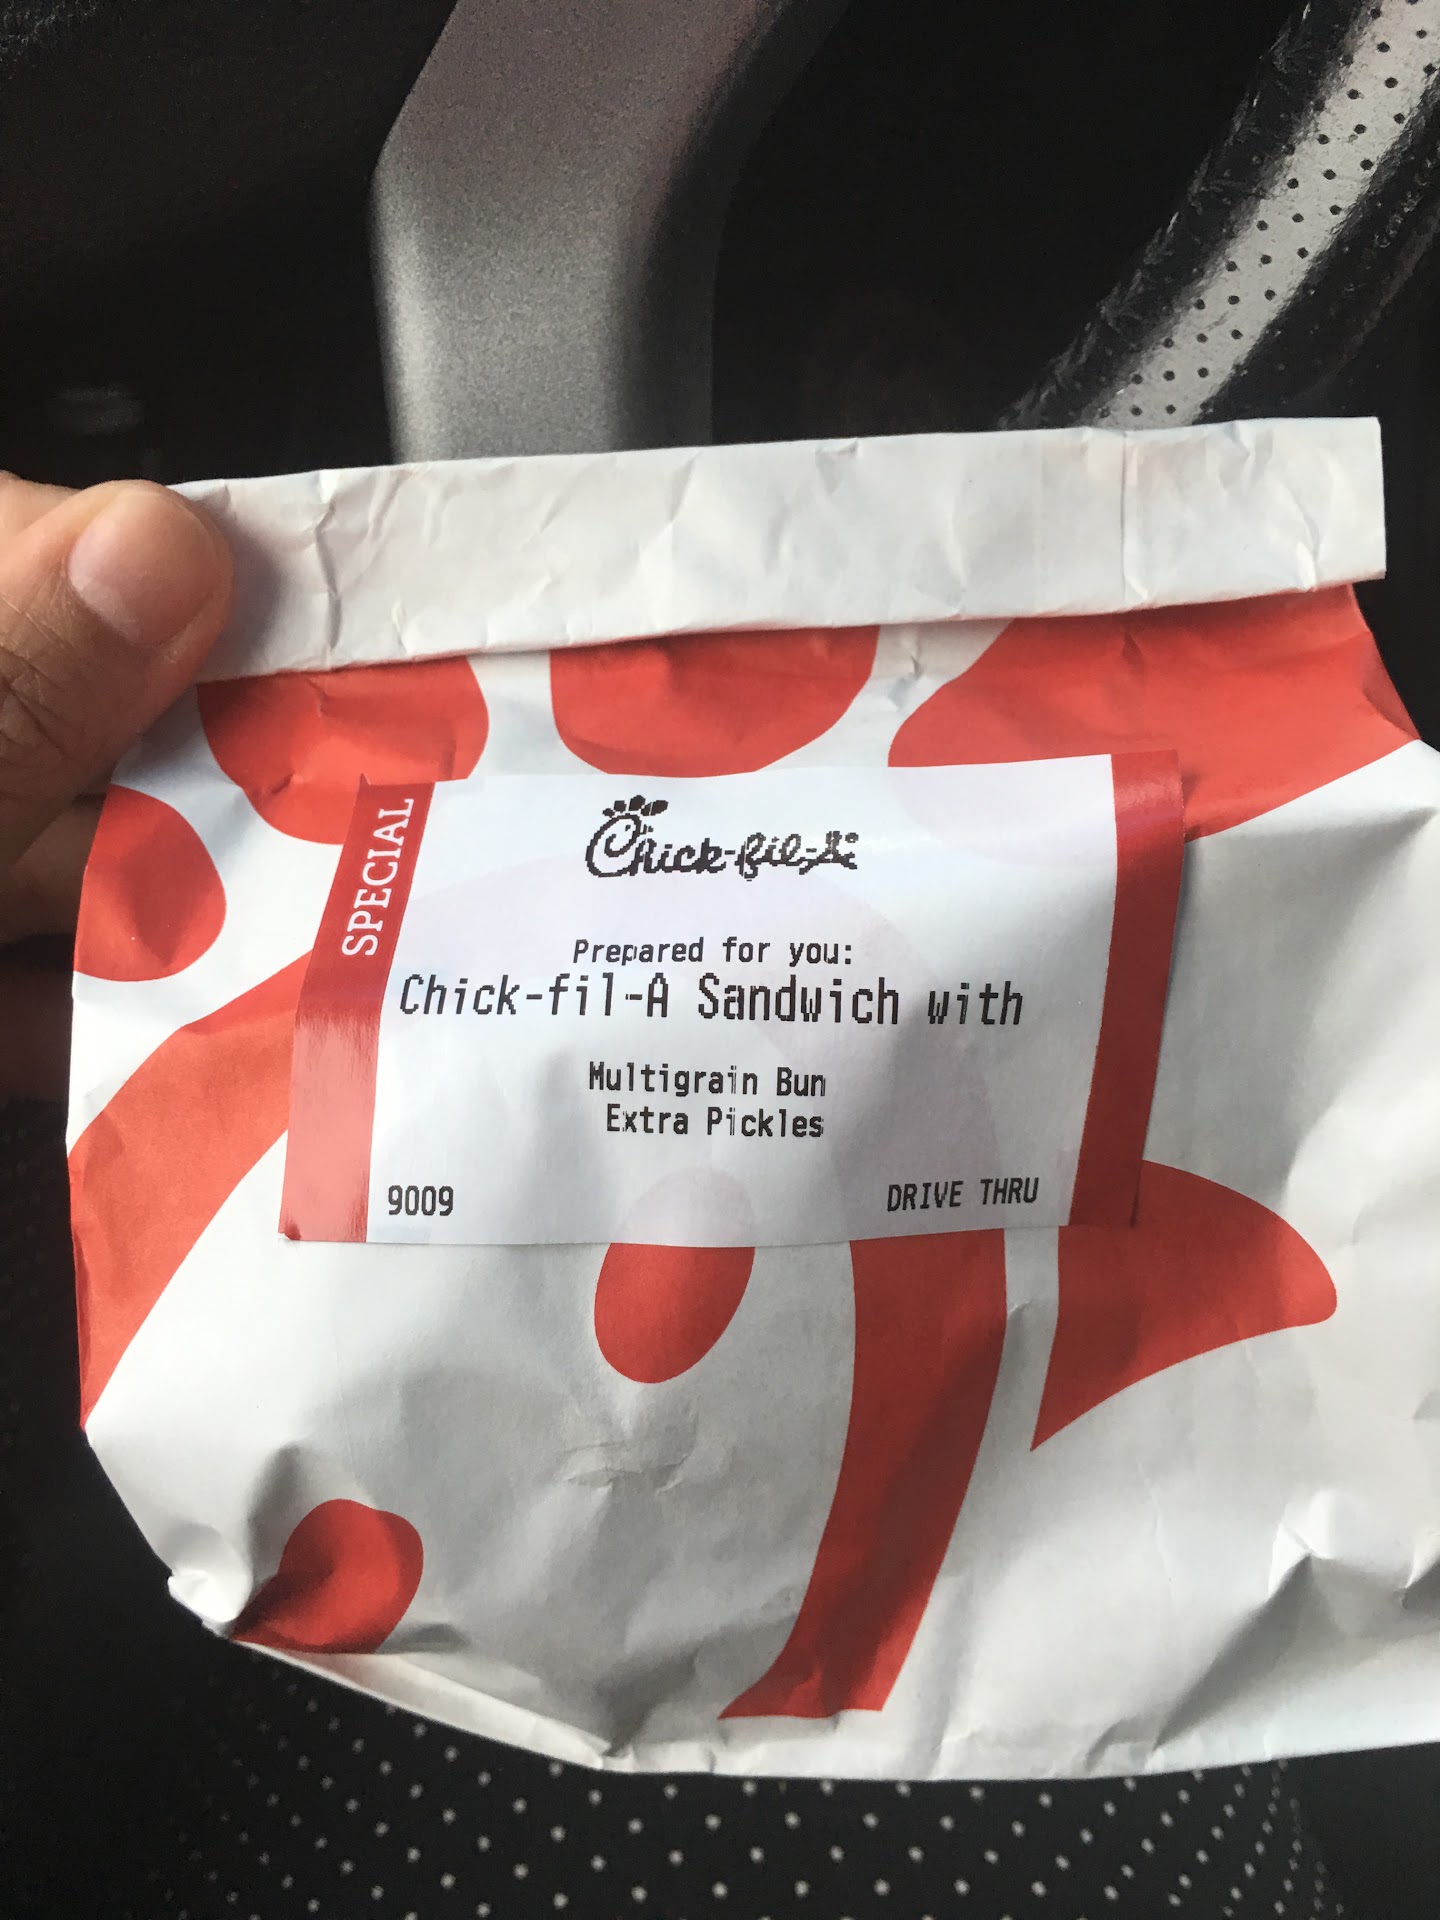 SPECIAL
Chick-fil-A
Prepared for you:
Chick-fil-A Sandwich with
Multigrain Bun
Extra Pickles
9009 DRIVE THRU